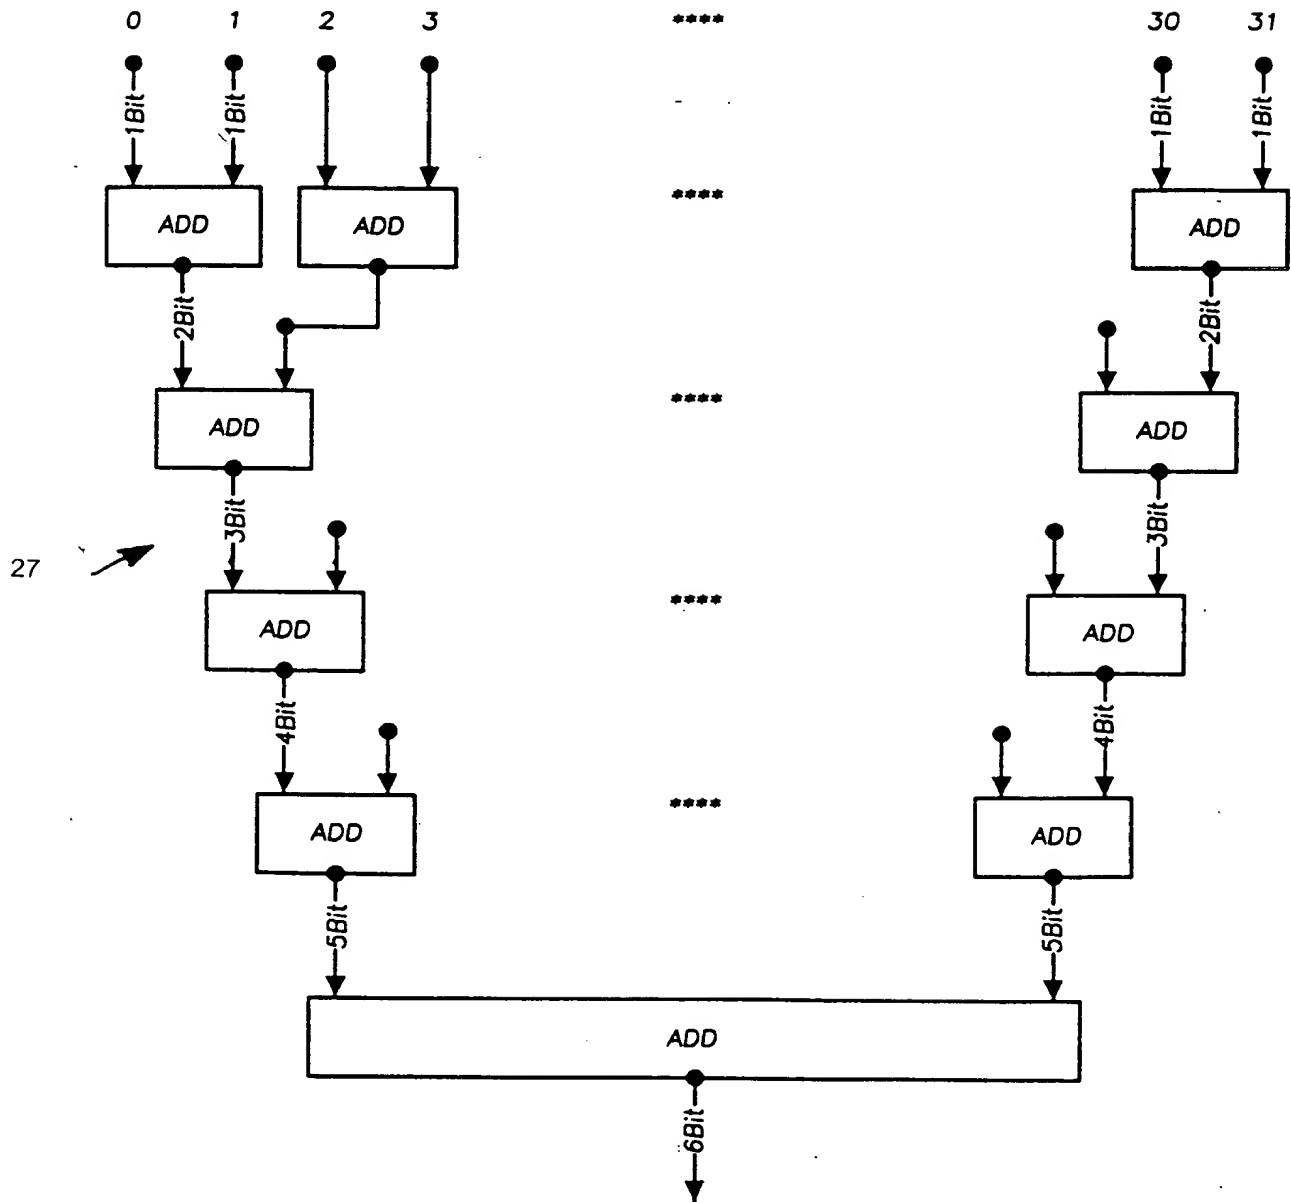 0 1 2 3 **** 30 31
1Bit 1Bit 1Bit 1Bit
ADD ADD **** ADD
2Bit 2Bit
ADD **** ADD
3Bit 3Bit
27
ADD **** ADD
4Bit 4Bit
ADD **** ADD
5Bit 5Bit
ADD
6Bit